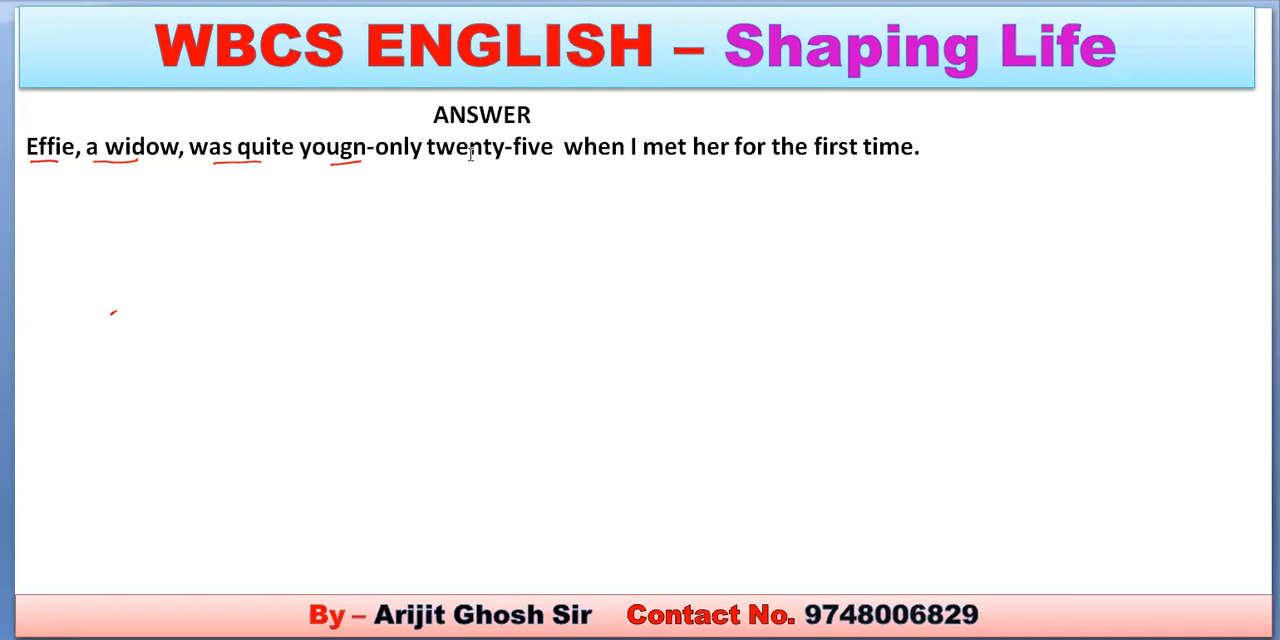 WBCS ENGLISH – Shaping Life
ANSWER
Effie, a widow, was quite yougn-only twenty-five when I met her for the first time.
By – Arijit Ghosh Sir Contact No. 9748006829